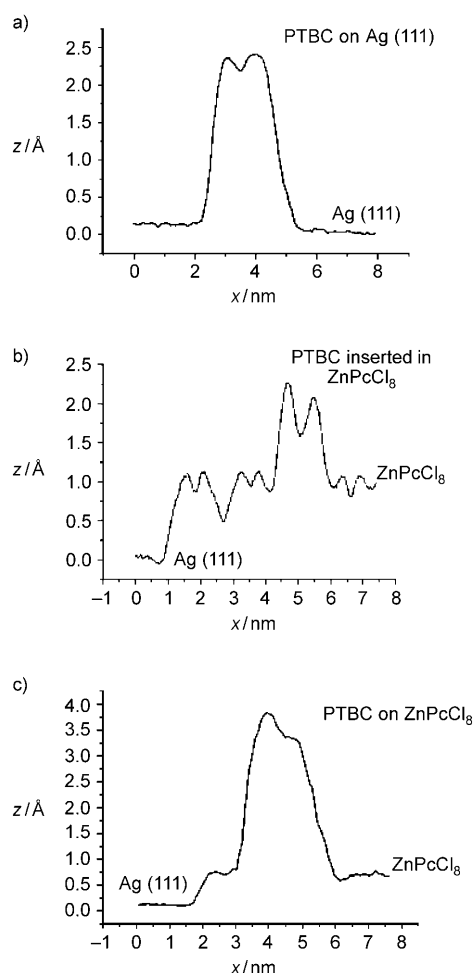 a)
PTBC on Ag (111)
2.5
2.0
1.5
1.0
0.5
0.0
z / Å
Ag (111)
0 2 4 6 8
x / nm
b)
PTBC inserted in
ZnPcCl8
2.5
2.0
1.5
1.0
0.5
0.0
z / Å
ZnPcCl8
Ag (111)
–1 0 1 2 3 4 5 6 7 8
x / nm
c)
PTBC on ZnPcCl8
4.0
3.5
3.0
2.5
2.0
1.5
1.0
0.5
0.0
z / Å
Ag (111)
ZnPcCl8
–1 0 1 2 3 4 5 6 7 8
x / nm